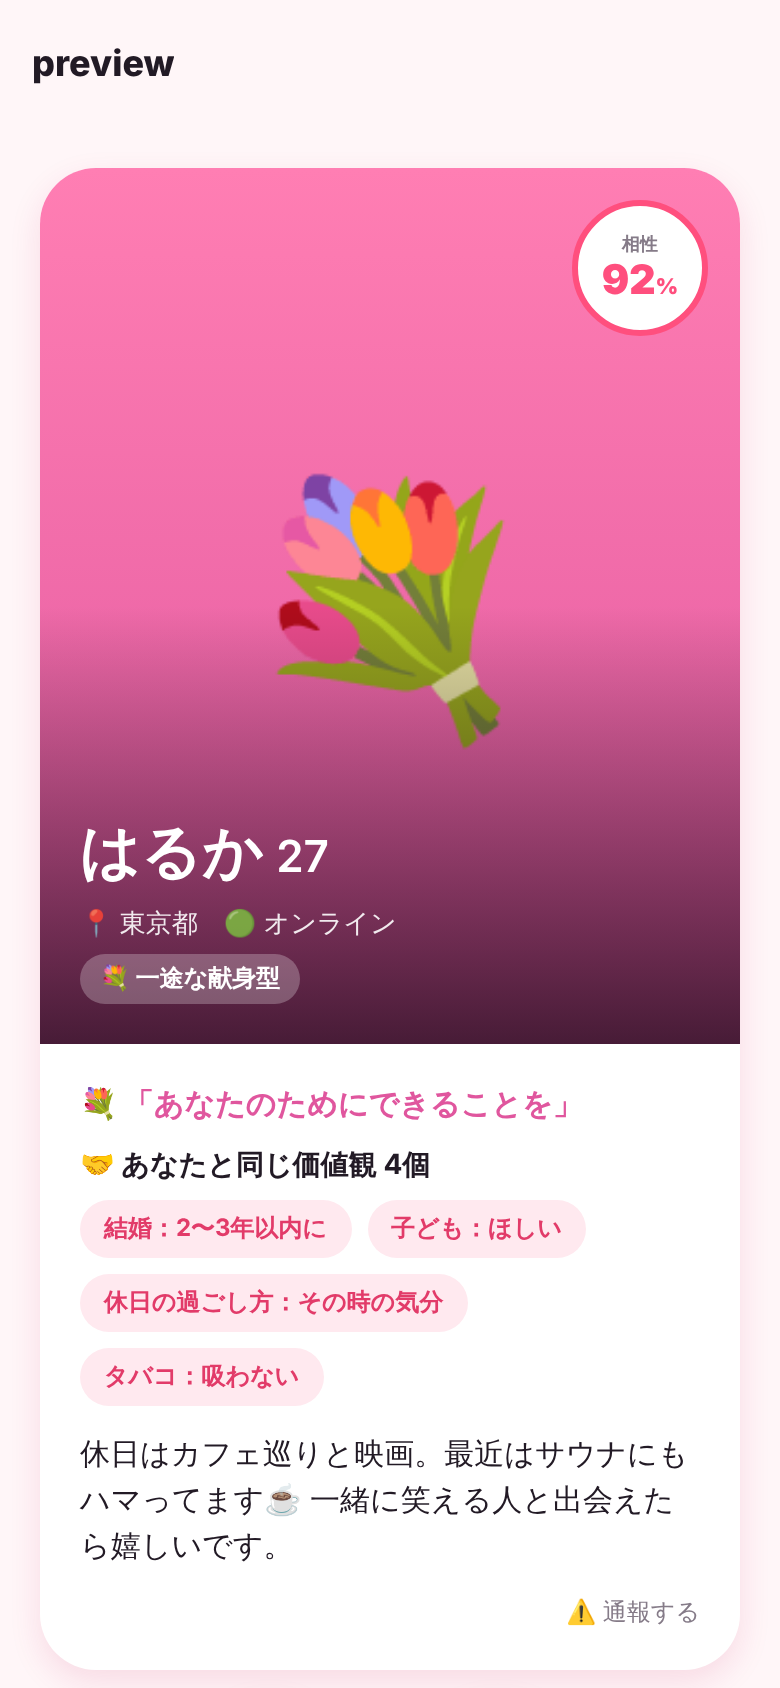 preview
相性
92%
はるか 27
📍 東京都 🟢 オンライン
💐 一途な献身型
💐 「あなたのためにできることを」
🤝 あなたと同じ価値観 4個
結婚：2〜3年以内に 子ども：ほしい
休日の過ごし方：その時の気分
タバコ：吸わない
休日はカフェ巡りと映画。最近はサウナにも
ハマってます☕ 一緒に笑える人と出会えた
ら嬉しいです。
⚠️ 通報する